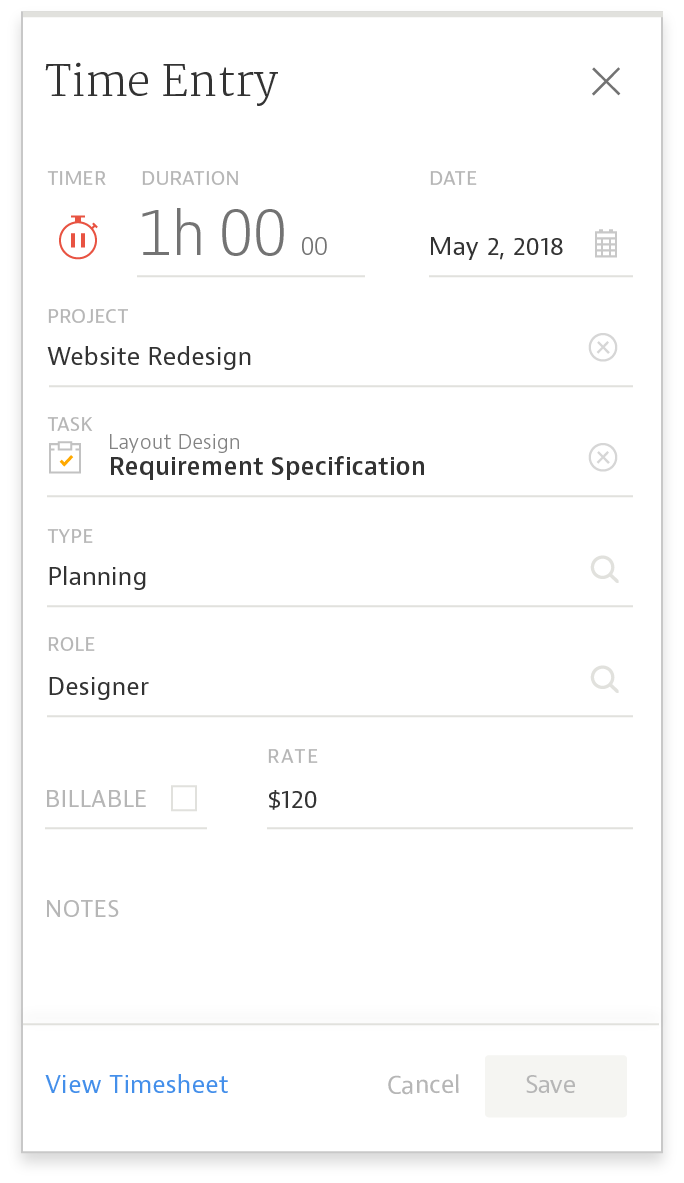 Time Entry
TIMER DURATION DATE
1h 00 00 May 2, 2018
PROJECT
Website Redesign
TASK
Layout Design
Requirement Specification
TYPE
Planning
ROLE
Designer
RATE
BILLABLE $120
NOTES
View Timesheet Cancel Save